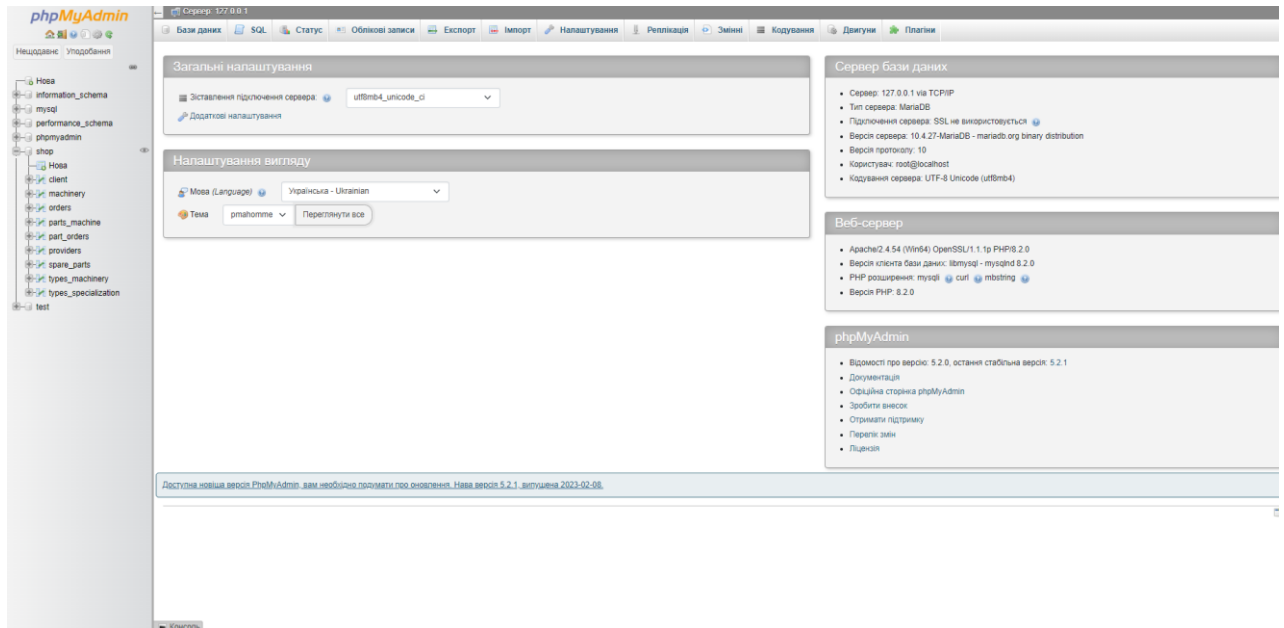 phpMyAdmin
Нещодавнє Уподобання
Нова
information_schema
mysql
performance_schema
phpmyadmin
shop
Нова
client
machinery
orders
parts_machine
part_orders
providers
spare_parts
types_machinery
types_specialization
test
Сервер: 127.0.0.1
Бази даних SQL Статус Облікові записи Експорт Імпорт Налаштування Реплікація Змінні Кодування Двигуни Плагіни
Загальні налаштування
Зіставлення підключення сервера: utf8mb4_unicode_ci
Додаткові налаштування
Налаштування вигляду
Мова (Language) Українська - Ukrainian
Тема pmahomme Переглянути все
Сервер бази даних
Сервер: 127.0.0.1 via TCP/IP
Тип сервера: MariaDB
Підключення сервера: SSL не використовується
Версія сервера: 10.4.27-MariaDB - mariadb.org binary distribution
Версія протоколу: 10
Користувач: root@localhost
Кодування сервера: UTF-8 Unicode (utf8mb4)
Веб-сервер
Apache/2.4.54 (Win64) OpenSSL/1.1.1p PHP/8.2.0
Версія клієнта бази даних: libmysql - mysqlnd 8.2.0
PHP розширення: mysqli curl mbstring
Версія PHP: 8.2.0
phpMyAdmin
Відомості про версію: 5.2.0, остання стабільна версія: 5.2.1
Документація
Офіційна сторінка phpMyAdmin
Зробити внесок
Отримати підтримку
Перелік змін
Ліцензія
Доступна новіша версія PhpMyAdmin, вам необхідно подумати про оновлення. Нава версія 5.2.1, випущена 2023-02-08.
Консоль